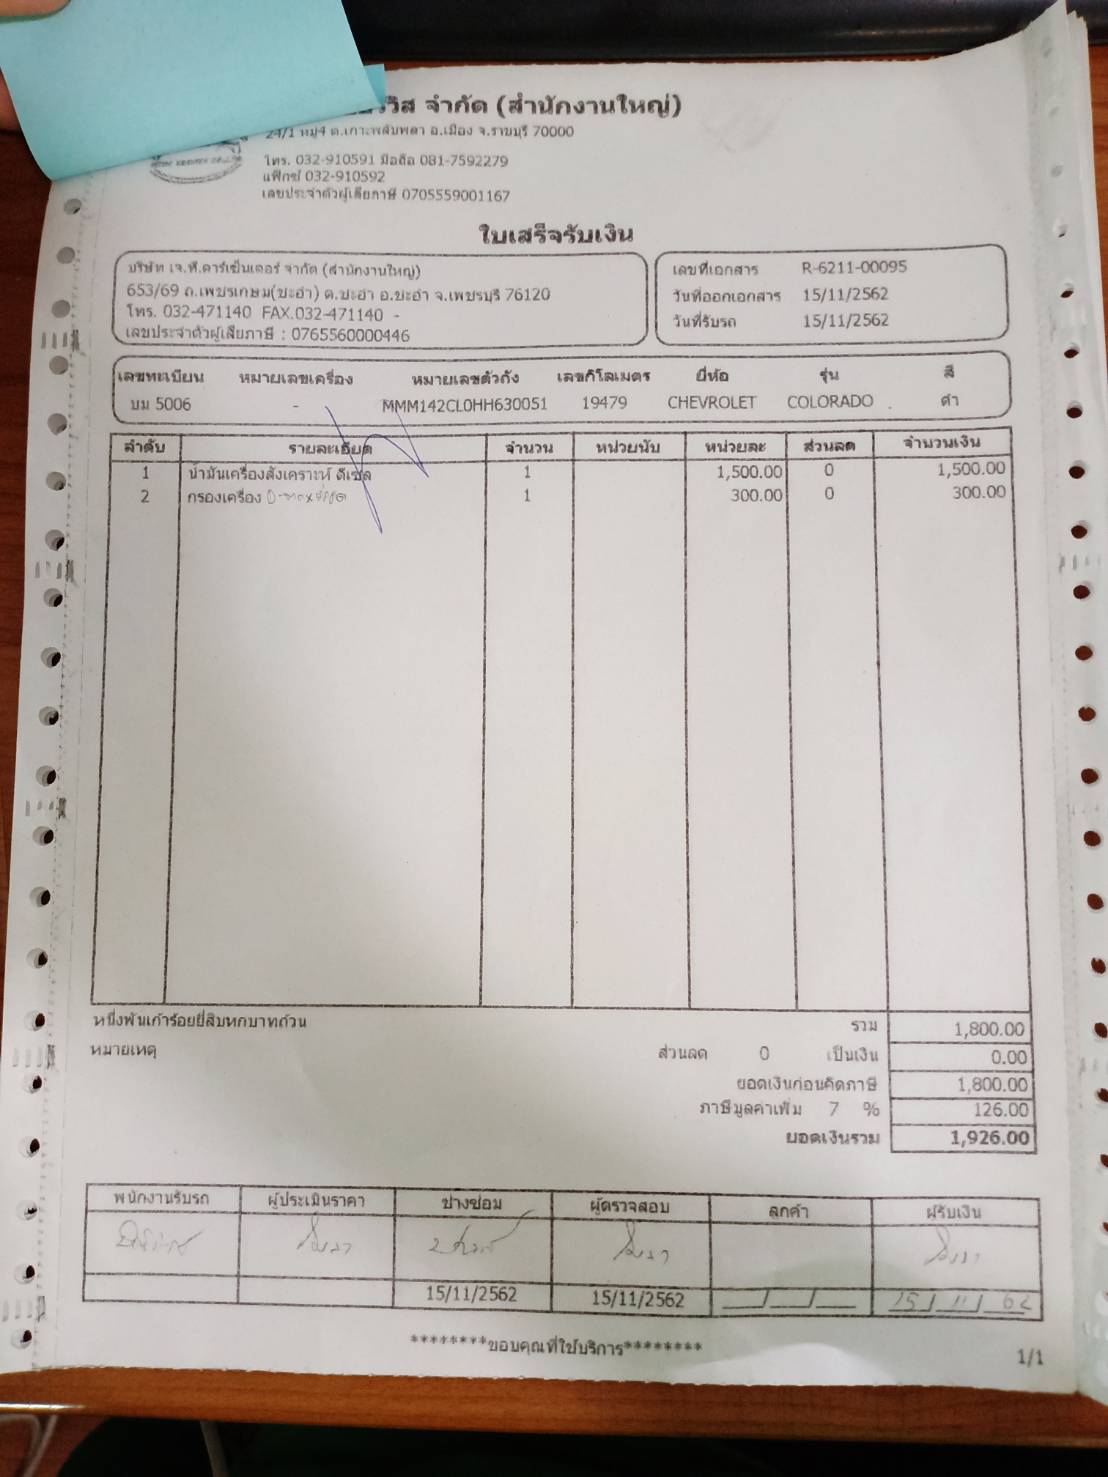 จำกัด (สำนักงานใหญ่)
24/1 หมู่4 ต.เกาะพลับพลา อ.เมือง จ.ราชบุรี 70000
โทร. 032-910591 มือถือ 081-7592279
แฟ็กซ์ 032-910592
เลขประจำตัวผู้เสียภาษี 0705559001167
ใบเสร็จรับเงิน
บริษัท เจ.พี.คาร์เซ็นเตอร์ จำกัด (สำนักงานใหญ่)
653/69 ถ.เพชรเกษม(ชะอำ) ต.ชะอำ อ.ชะอำ จ.เพชรบุรี 76120
โทร. 032-471140 FAX.032-471140 -
เลขประจำตัวผู้เสียภาษี : 0765560000446
เลขที่เอกสาร R-6211-00095
วันที่ออกเอกสาร 15/11/2562
วันที่รับรถ 15/11/2562
เลขทะเบียน หมายเลขเครื่อง หมายเลขตัวถัง เลขกิโลเมตร ยี่ห้อ รุ่น สี
บม 5006 - MMM142CL0HH630051 19479 CHEVROLET COLORADO . ดำ
ลำดับ รายละเอียด จำนวน หน่วยนับ หน่วยละ ส่วนลด จำนวนเงิน
1 น้ำมันเครื่องสังเคราะห์ ดีเซล 1 1,500.00 0 1,500.00
2 กรองเครื่อง 1 300.00 0 300.00
หนึ่งพันเก้าร้อยยี่สิบหกบาทถ้วน
รวม 1,800.00
หมายเหตุ
ส่วนลด 0 เป็นเงิน 0.00
ยอดเงินก่อนคิดภาษี 1,800.00
ภาษีมูลค่าเพิ่ม 7 % 126.00
ยอดเงินรวม 1,926.00
พนักงานรับรถ ผู้ประเมินราคา ช่างซ่อม ผู้ตรวจสอบ ลูกค้า ผู้รับเงิน
15/11/2562 15/11/2562 __/__/__ 15/11/62
********ขอบคุณที่ใช้บริการ********
1/1